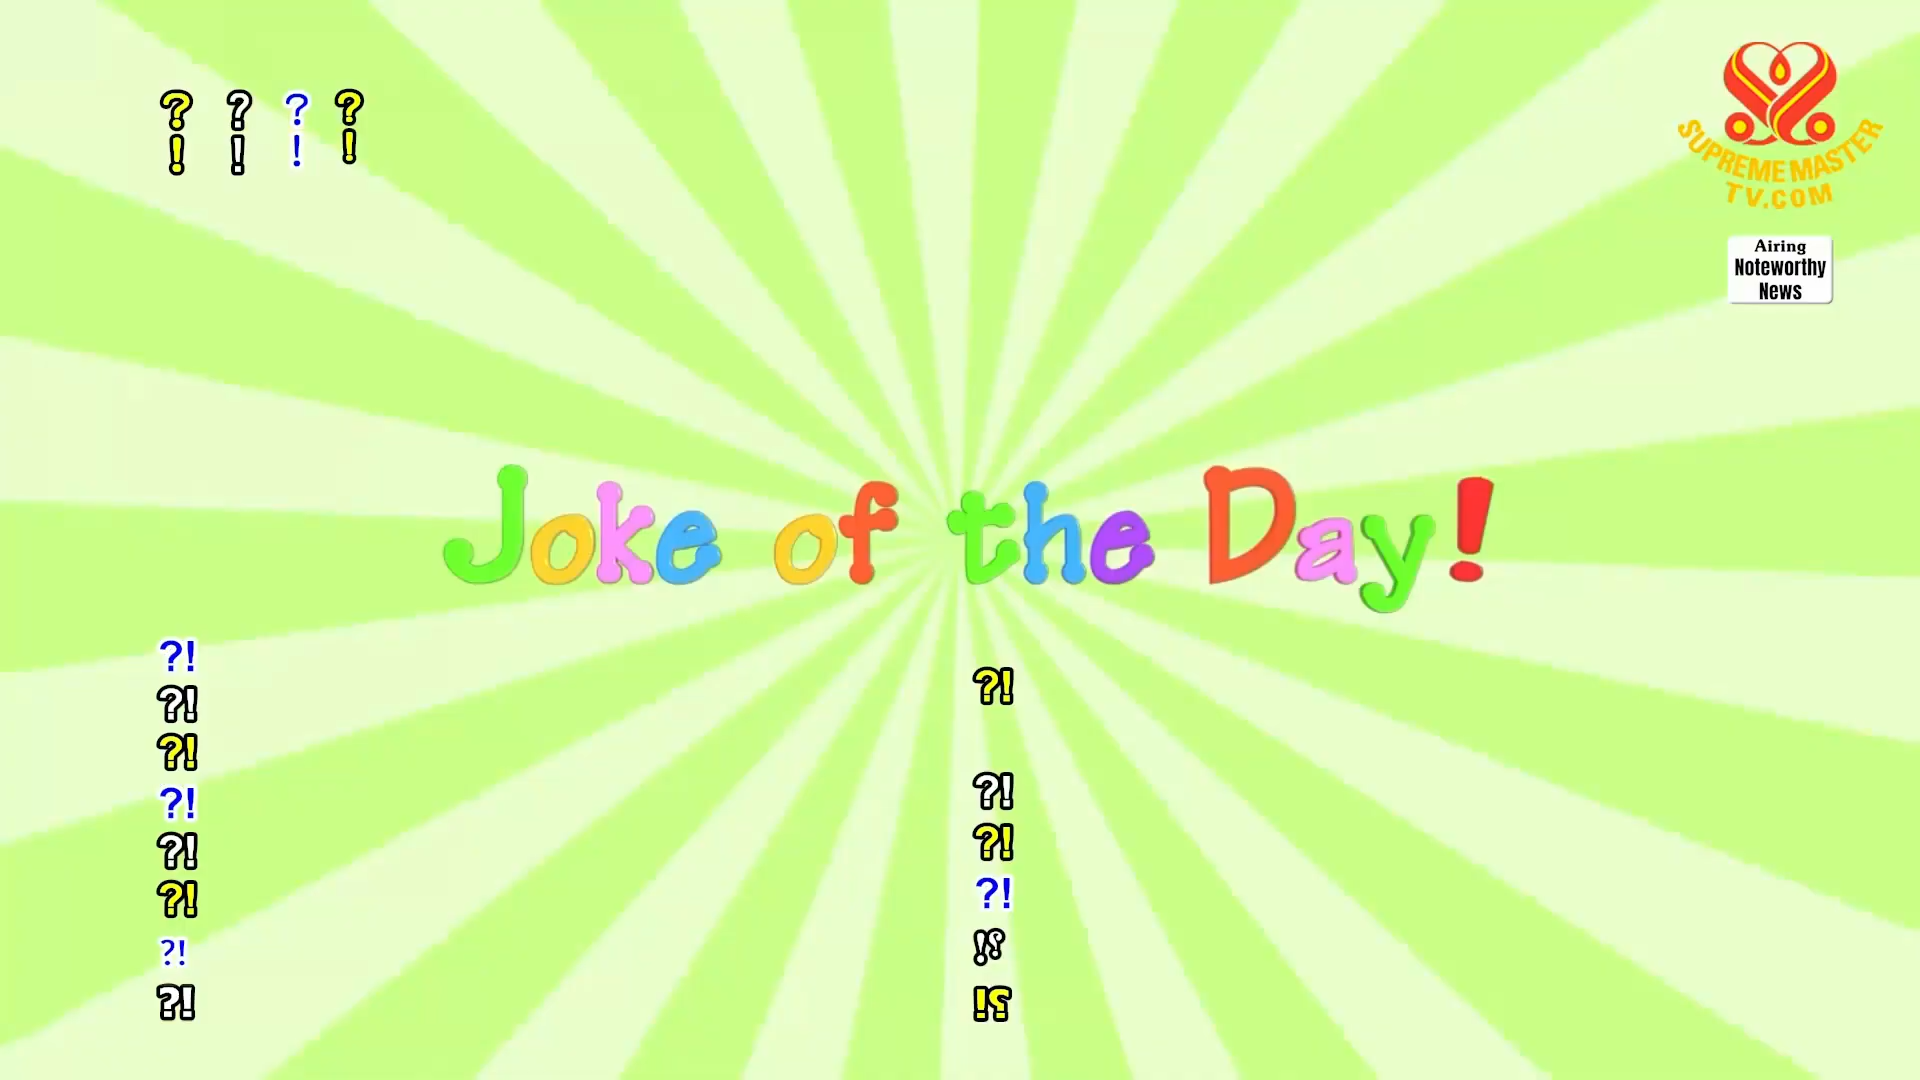 ? ? ? ?
! ! ! !
SUPREME MASTER
TV.COM
Airing
Noteworthy
News
Joke of the Day!
?!
?!
?!
?!
?!
?!
?!
?!
?!
?!
?!
?!
!؟
!؟